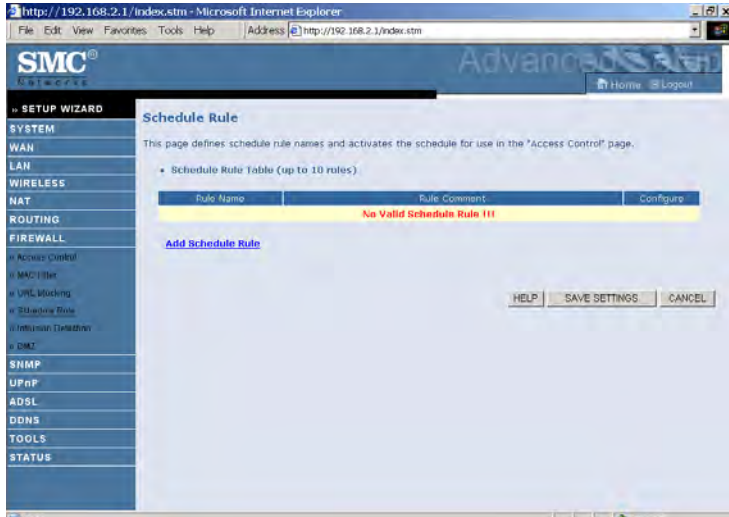 http://192.168.2.1/index.stm - Microsoft Internet Explorer
File Edit View Favorites Tools Help Address http://192.168.2.1/index.stm
SMC®
Networks
Advanced Setup
Home Logout
» SETUP WIZARD
SYSTEM
WAN
LAN
WIRELESS
NAT
ROUTING
FIREWALL
» Access Control
» MAC Filter
» URL Blocking
» Schedule Rule
» Intrusion Detection
» DMZ
SNMP
UPnP
ADSL
DDNS
TOOLS
STATUS
Schedule Rule
This page defines schedule rule names and activates the schedule for use in the "Access Control" page.
• Schedule Rule Table (up to 10 rules)
Rule Name Rule Comment Configure
No Valid Schedule Rule !!!
Add Schedule Rule
HELP SAVE SETTINGS CANCEL